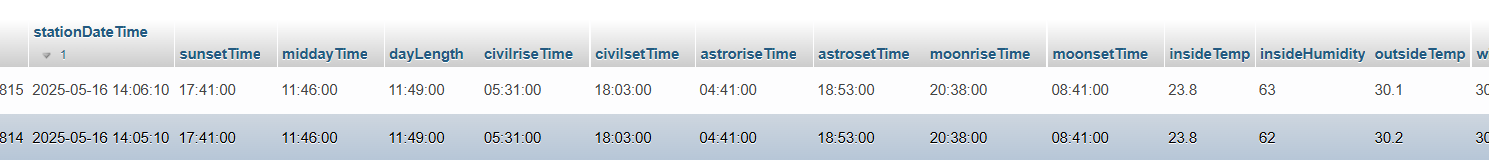 stationDateTime
1 sunsetTime middayTime dayLength civilriseTime civilsetTime astroriseTime astrosetTime moonriseTime moonsetTime insideTemp insideHumidity outsideTemp
815 2025-05-16 14:06:10 17:41:00 11:46:00 11:49:00 05:31:00 18:03:00 04:41:00 18:53:00 20:38:00 08:41:00 23.8 63 30.1 30
814 2025-05-16 14:05:10 17:41:00 11:46:00 11:49:00 05:31:00 18:03:00 04:41:00 18:53:00 20:38:00 08:41:00 23.8 62 30.2 30